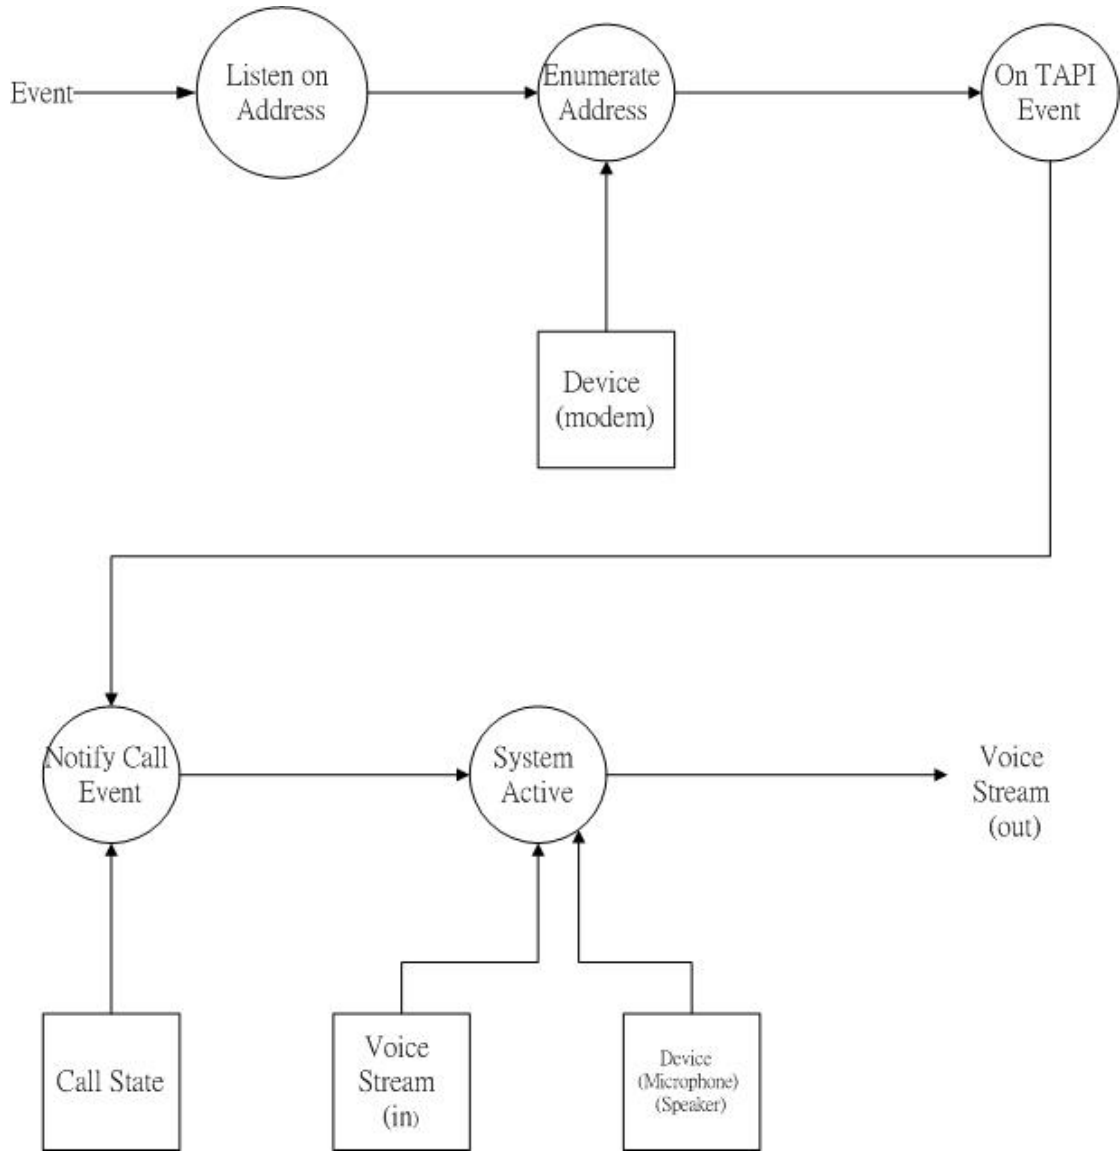 Event
Listen on
Address
Enumerate
Address
On TAPI
Event
Device
(modem)
Notify Call
Event
System
Active
Voice
Stream
(out)
Call State
Voice
Stream
(in)
Device
(Microphone)
(Speaker)